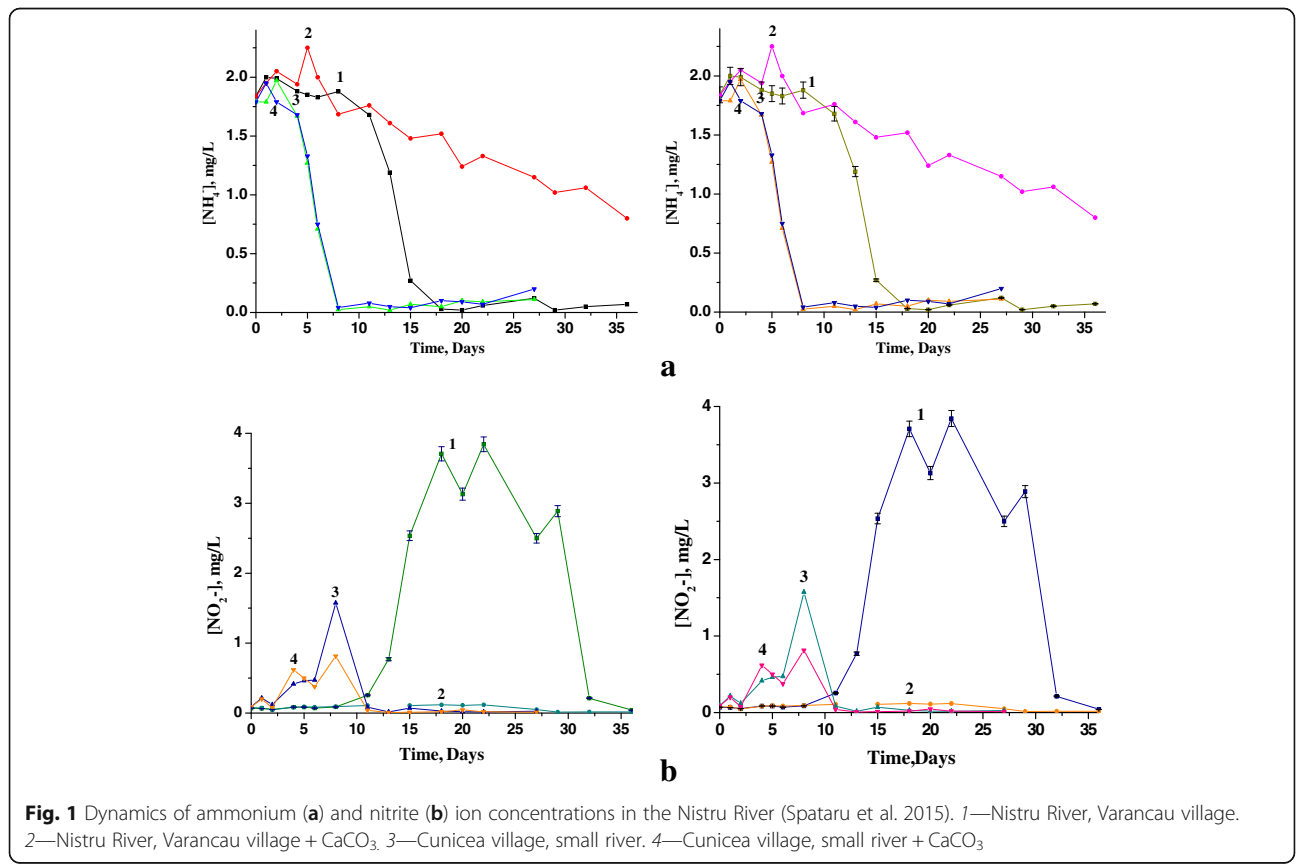 2
1
3
4
2.0
1.5
1.0
0.5
0.0
[NH4], mg/L
0 5 10 15 20 25 30 35
Time, Days
2
1
3
4
2.0
1.5
1.0
0.5
0.0
[NH4], mg/L
0 5 10 15 20 25 30 35
Time, Days
a
4
3
2
1
0
[NO2-], mg/L
1
3
4
2
0 5 10 15 20 25 30 35
Time, Days
4
3
2
1
0
[NO2-], mg/L
1
3
4
2
0 5 10 15 20 25 30 35
Time,Days
b
Fig. 1 Dynamics of ammonium (a) and nitrite (b) ion concentrations in the Nistru River (Spataru et al. 2015). 1—Nistru River, Varancau village.
2—Nistru River, Varancau village + CaCO3. 3—Cunicea village, small river. 4—Cunicea village, small river + CaCO3